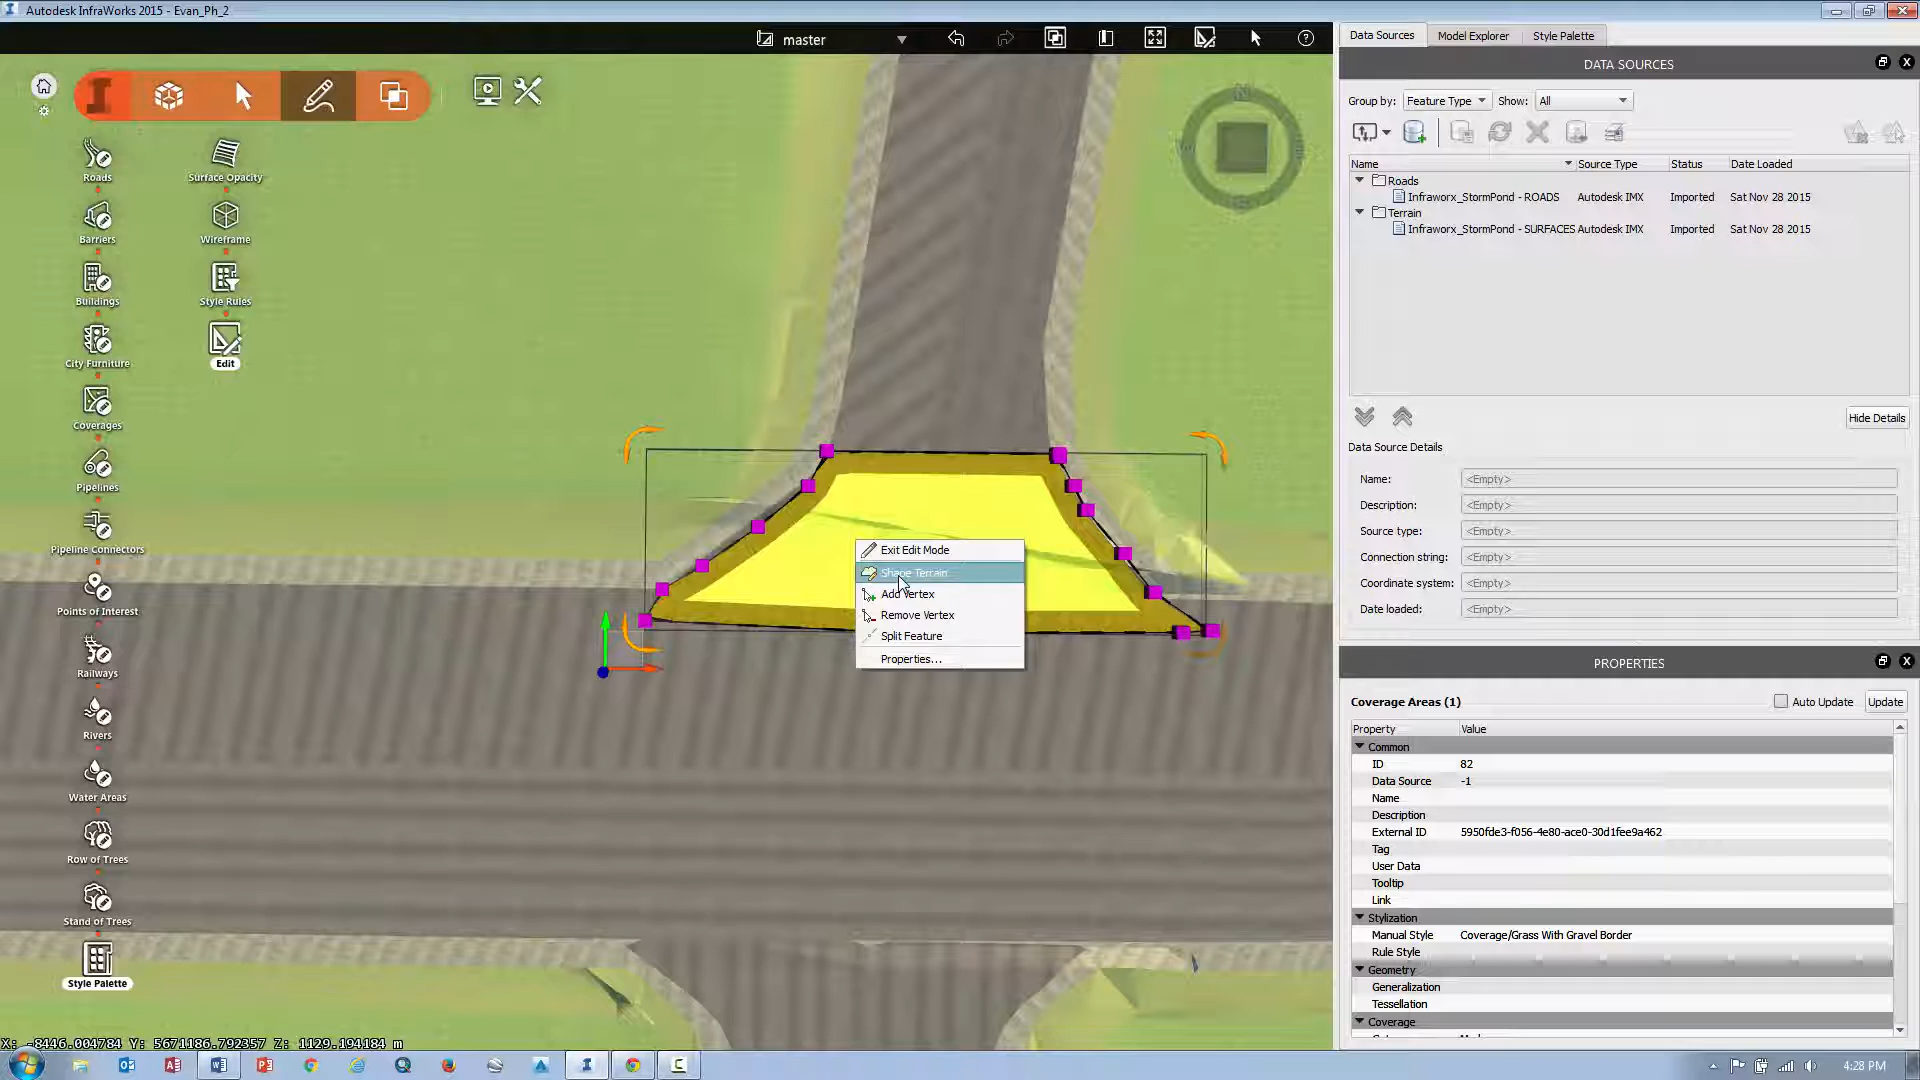 Autodesk InfraWorks 2015 - Evan_Ph_2
master
Roads
Surface Opacity
Barriers
Wireframe
Buildings
Style Rules
City Furniture
Edit
Coverages
Pipelines
Pipeline Connectors
Points of Interest
Railways
Rivers
Water Areas
Row of Trees
Stand of Trees
Style Palette
N
Exit Edit Mode
Shape Terrain
Add Vertex
Remove Vertex
Split Feature
Properties...
X: -8446.004784 Y: 5671186.792357 Z: 1129.194184 m
Data Sources Model Explorer Style Palette
DATA SOURCES
Group by: Feature Type Show: All
Name Source Type Status Date Loaded
Roads
Infraworx_StormPond - ROADS Autodesk IMX Imported Sat Nov 28 2015
Terrain
Infraworx_StormPond - SURFACES Autodesk IMX Imported Sat Nov 28 2015
Hide Details
Data Source Details
Name: <Empty>
Description: <Empty>
Source type: <Empty>
Connection string: <Empty>
Coordinate system: <Empty>
Date loaded: <Empty>
PROPERTIES
Coverage Areas (1) Auto Update Update
Property Value
Common
ID 82
Data Source -1
Name
Description
External ID 5950fde3-f056-4e80-ace0-30d1fee9a462
Tag
User Data
Tooltip
Link
Stylization
Manual Style Coverage/Grass With Gravel Border
Rule Style
Geometry
Generalization
Tessellation
Coverage
4:28 PM